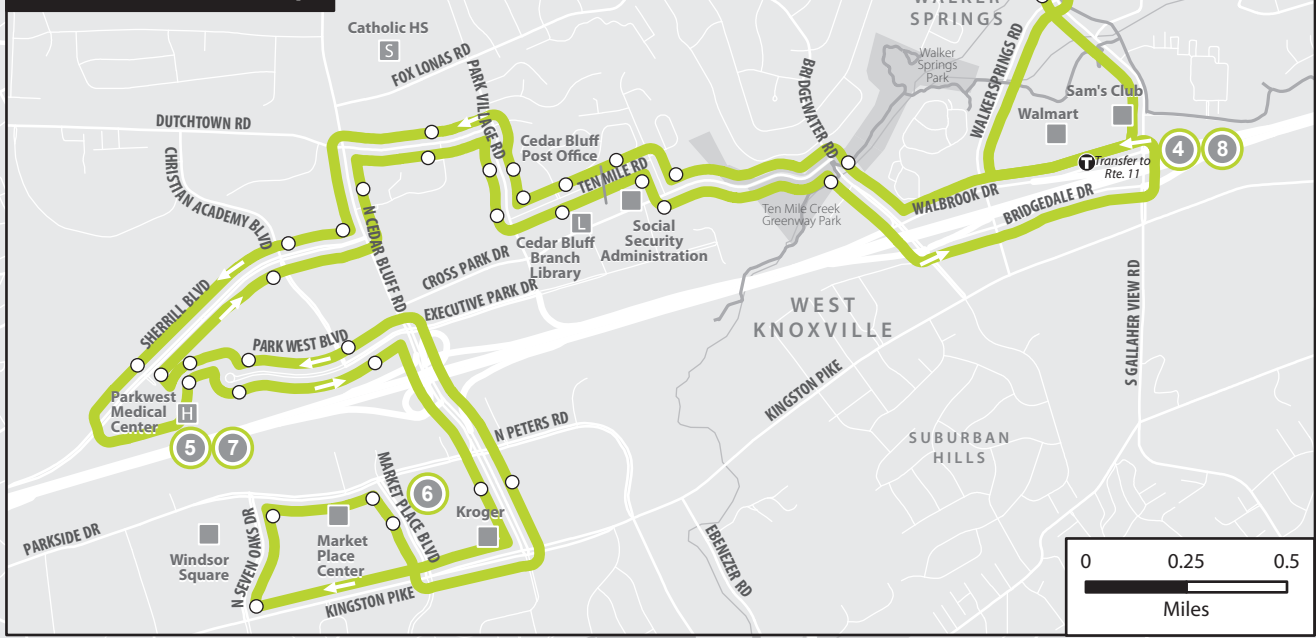 SPRINGS
Catholic HS
S
FOX LONAS RD
PARK VILLAGE RD
BRIDGEWATER RD
Walker
Springs
Park
WALKER SPRINGS RD
Sam's Club
Walmart
DUTCHTOWN RD
CHRISTIAN ACADEMY BLVD
Cedar Bluff
Post Office
TEN MILE RD
T
Transfer to
Rte. 11
4
8
WALBROOK DR
BRIDGEDALE DR
Ten Mile Creek
Greenway Park
N CEDAR BLUFF RD
L
Cedar Bluff
Branch
Library
Social
Security
Administration
CROSS PARK DR
EXECUTIVE PARK DR
SHERRILL BLVD
PARK WEST BLVD
WEST
KNOXVILLE
S GALLAHER VIEW RD
KINGSTON PIKE
Parkwest
Medical
Center
H
5
7
N PETERS RD
SUBURBAN
HILLS
MARKET PLACE BLVD
6
Kroger
PARKSIDE DR
Windsor
Square
N SEVEN OAKS DR
Market
Place
Center
KINGSTON PIKE
EBENEZER RD
0
0.25
0.5
Miles